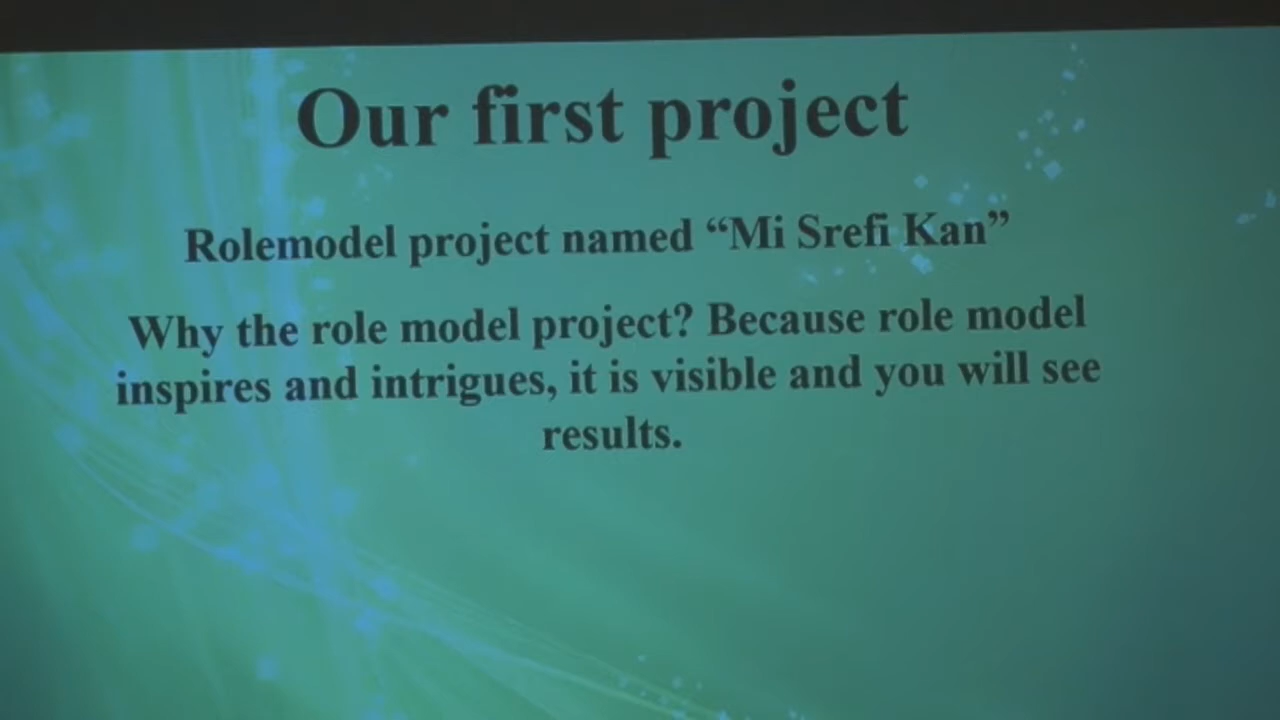 Our first project
Rolemodel project named “Mi Srefi Kan”
Why the role model project? Because role model
inspires and intrigues, it is visible and you will see
results.